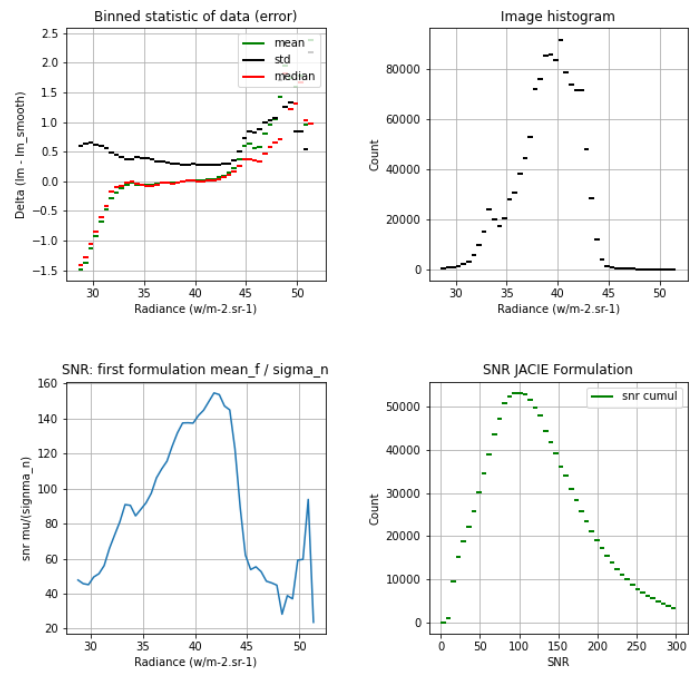 Binned statistic of data (error)
mean
std
median
Delta (Im - Im_smooth)
2.5
2.0
1.5
1.0
0.5
0.0
−0.5
−1.0
−1.5
30 35 40 45 50
Radiance (w/m-2.sr-1)
Image histogram
Count
80000
60000
40000
20000
0
30 35 40 45 50
Radiance (w/m-2.sr-1)
SNR: first formulation mean_f / sigma_n
snr mu/(signma_n)
160
140
120
100
80
60
40
20
30 35 40 45 50
Radiance (w/m-2.sr-1)
SNR JACIE Formulation
snr cumul
Count
50000
40000
30000
20000
10000
0
0 50 100 150 200 250 300
SNR